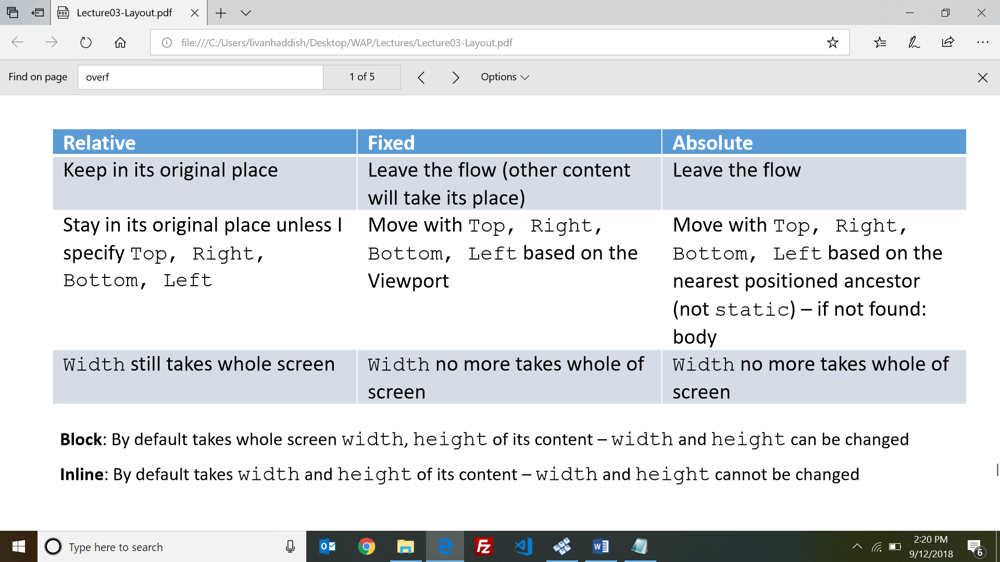 Lecture03-Layout.pdf
file:///C:/Users/livanhaddish/Desktop/WAP/Lectures/Lecture03-Layout.pdf
Find on page
overf
1 of 5
Options
Relative
Fixed
Absolute
Keep in its original place
Leave the flow (other content
will take its place)
Leave the flow
Stay in its original place unless I
specify Top, Right,
Bottom, Left
Move with Top, Right,
Bottom, Left based on the
Viewport
Move with Top, Right,
Bottom, Left based on the
nearest positioned ancestor
(not static) – if not found:
body
Width still takes whole screen
Width no more takes whole of
screen
Width no more takes whole of
screen
Block: By default takes whole screen width, height of its content – width and height can be changed
Inline: By default takes width and height of its content – width and height cannot be changed
Type here to search
2:20 PM
9/12/2018
6